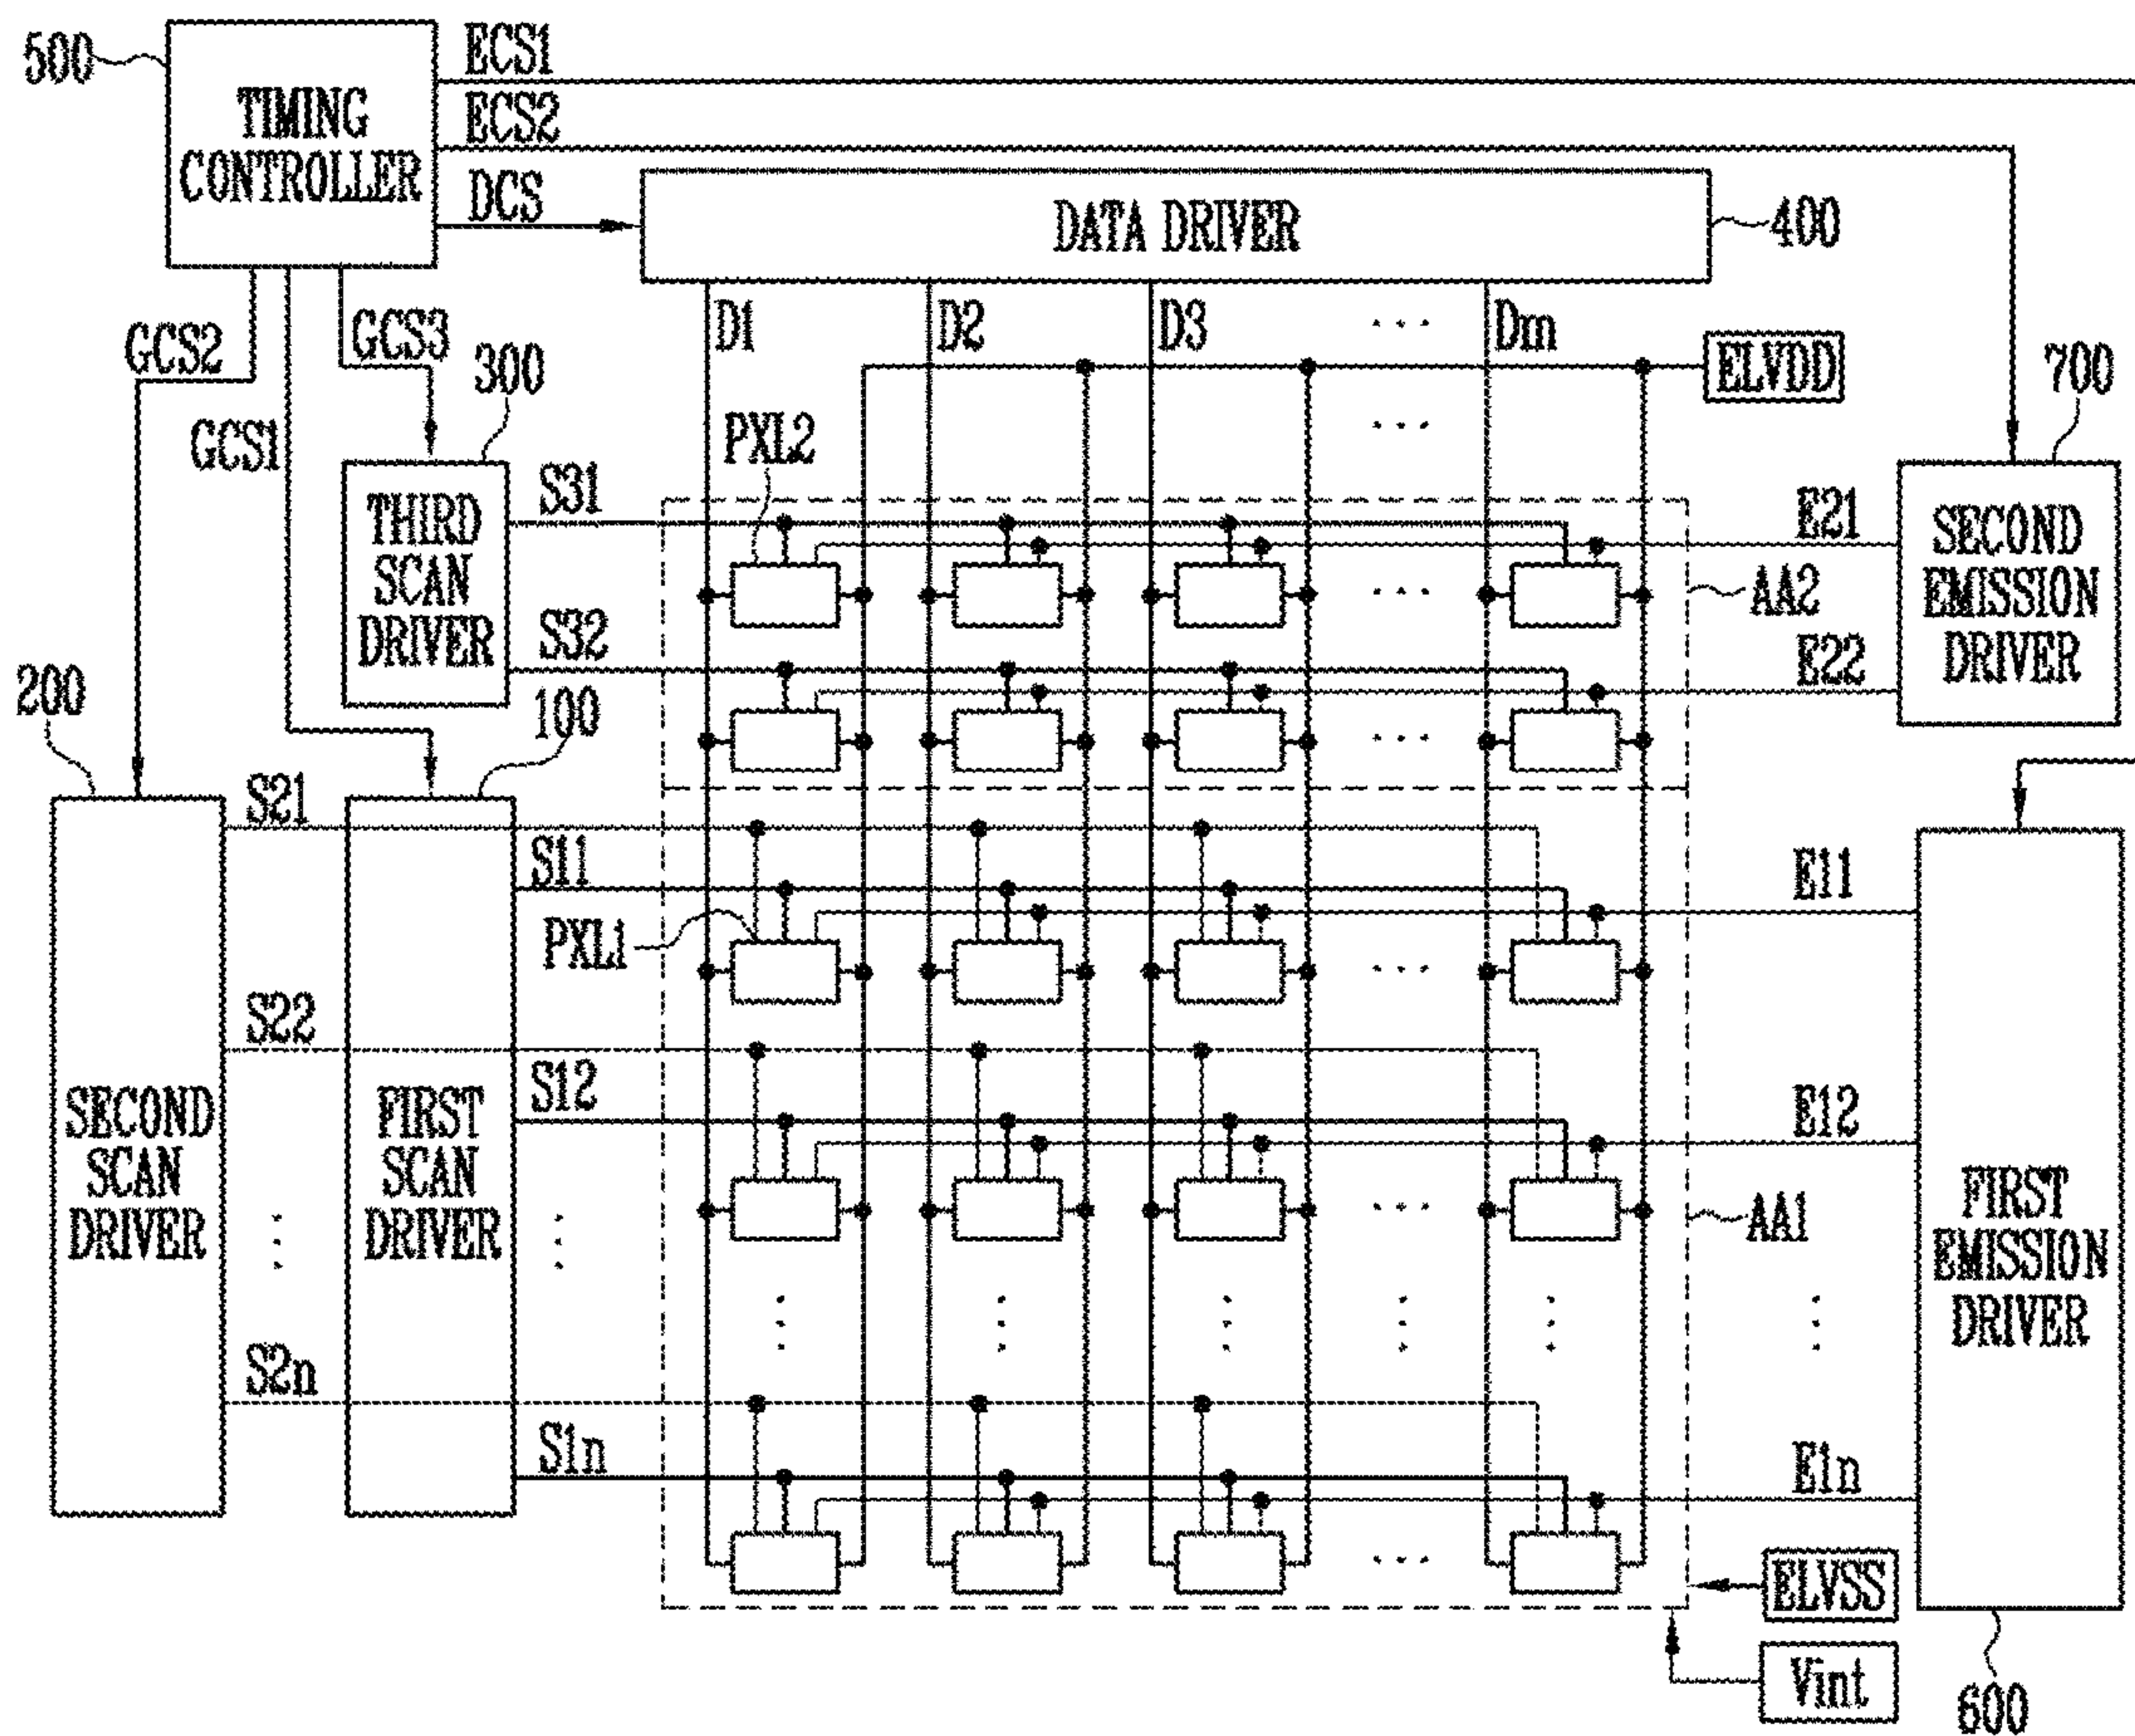 500
TIMING
CONTROLLER
ECS1
ECS2
DCS
DATA DRIVER
400
GCS2
GCS1
GCS3
300
D1
D2
D3
. . .
Dm
ELVDD
700
. . .
PXL2
THIRD
SCAN
DRIVER
S31
S32
E21
E22
SECOND
EMISSION
DRIVER
AA2
. . .
. . .
200
100
S21
S11
PXL1
E11
. . .
S22
S12
E12
SECOND
SCAN
DRIVER
FIRST
SCAN
DRIVER
. . .
AA1
FIRST
EMISSION
DRIVER
S2n
S1n
E1n
. . .
ELVSS
Vint
600